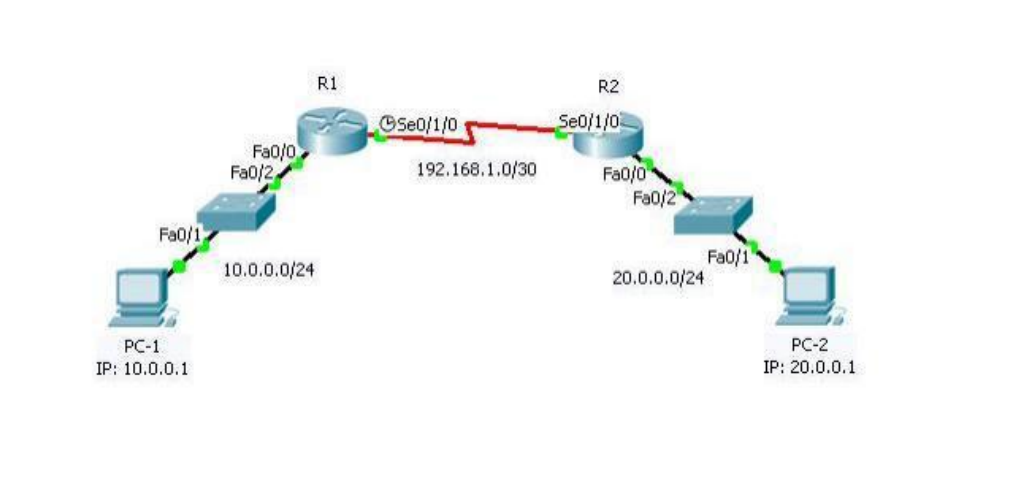 R1
R2
Se0/1/0
Se0/1/0
Fa0/0
192.168.1.0/30
Fa0/2
Fa0/0
Fa0/2
Fa0/1
Fa0/1
10.0.0.0/24
20.0.0.0/24
PC-1
IP: 10.0.0.1
PC-2
IP: 20.0.0.1